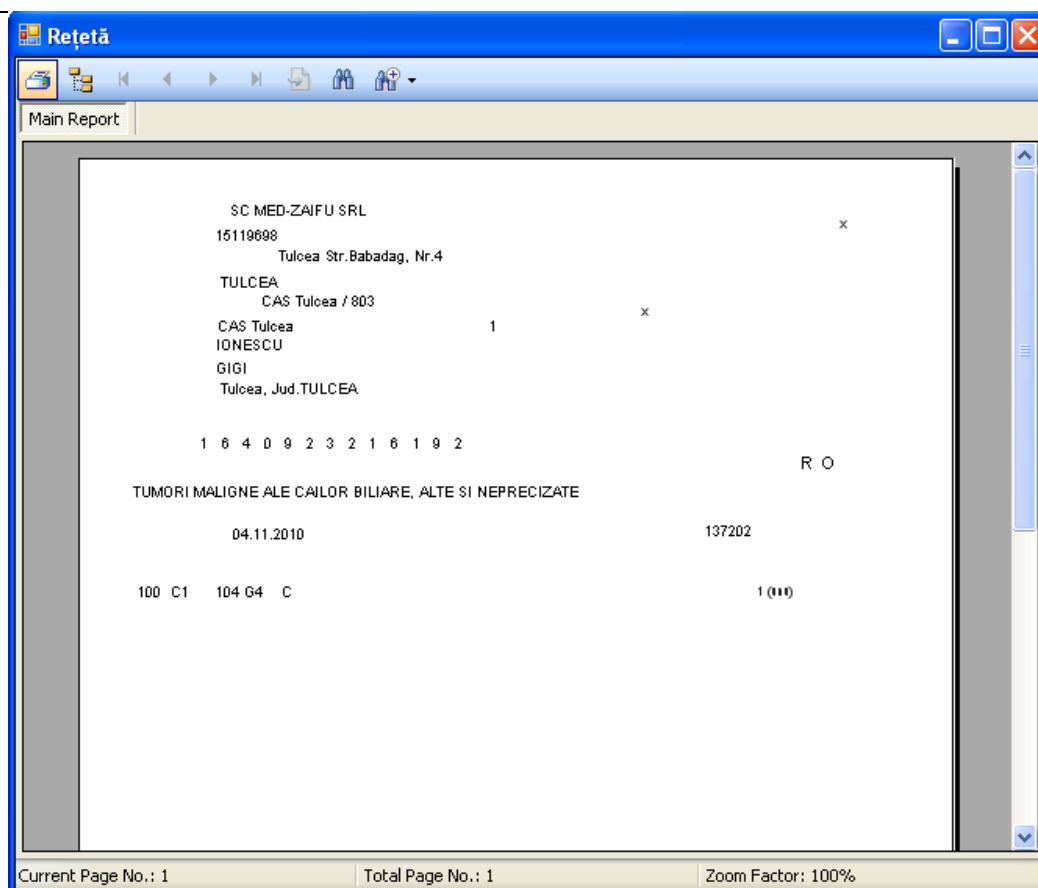 Rețetă
Main Report
SC MED-ZAIFU SRL
x
15119698
Tulcea Str.Babadag, Nr.4
TULCEA
CAS Tulcea / 803
x
CAS Tulcea 1
IONESCU
GIGI
Tulcea, Jud.TULCEA
1 6 4 0 9 2 3 2 1 6 1 9 2
R O
TUMORI MALIGNE ALE CAILOR BILIARE, ALTE SI NEPRECIZATE
04.11.2010 137202
100 C1 104 G4 C 1
Current Page No.: 1 Total Page No.: 1 Zoom Factor: 100%